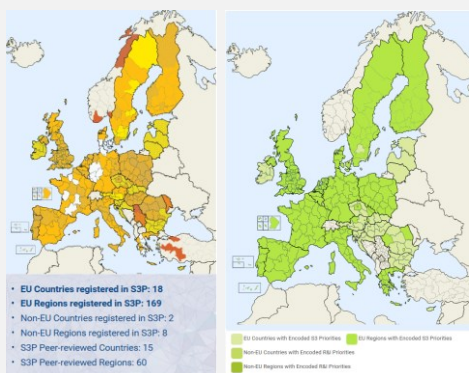 • EU Countries registered in S3P: 18
• EU Regions registered in S3P: 169
• Non-EU Countries registered in S3P: 2
• Non-EU Regions registered in S3P: 8
• S3P Peer-reviewed Countries: 15
• S3P Peer-reviewed Regions: 60
EU Countries with Encoded S3 Priorities
EU Regions with Encoded S3 Priorities
Non-EU Countries with Encoded R&I Priorities
Non-EU Regions with Encoded R&I Priorities